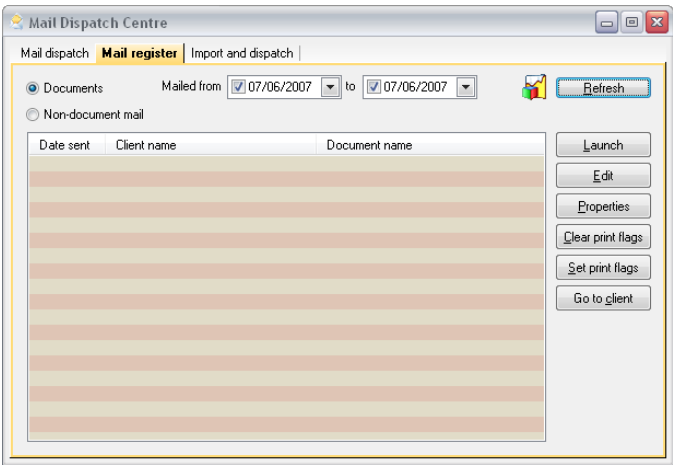 Mail Dispatch Centre
Mail dispatch Mail register Import and dispatch
Documents Mailed from 07/06/2007 to 07/06/2007 Refresh
Non-document mail
Date sent Client name Document name Launch
Edit
Properties
Clear print flags
Set print flags
Go to client